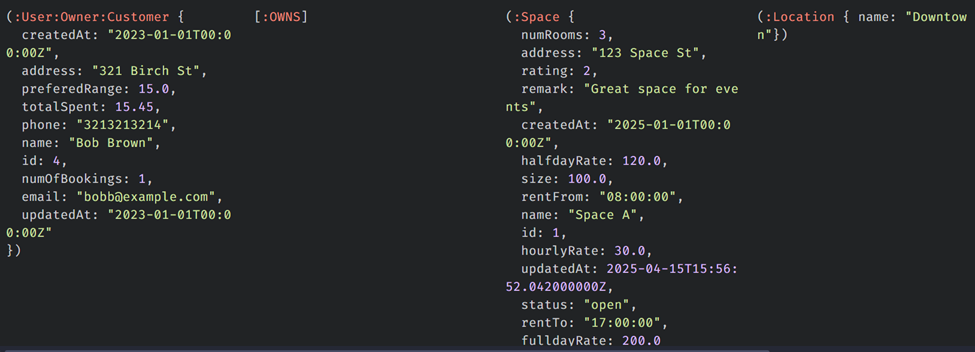 (:User:Owner:Customer {
createdAt: "2023-01-01T00:0
0:00Z",
address: "321 Birch St",
preferedRange: 15.0,
totalSpent: 15.45,
phone: "3213213214",
name: "Bob Brown",
id: 4,
numOfBookings: 1,
email: "bobb@example.com",
updatedAt: "2023-01-01T00:0
0:00Z"
})
[:OWNS]
(:Space {
numRooms: 3,
address: "123 Space St",
rating: 2,
remark: "Great space for eve
nts",
createdAt: "2025-01-01T00:0
0:00Z",
halfdayRate: 120.0,
size: 100.0,
rentFrom: "08:00:00",
name: "Space A",
id: 1,
hourlyRate: 30.0,
updatedAt: 2025-04-15T15:56:
52.042000000Z,
status: "open",
rentTo: "17:00:00",
fulldayRate: 200.0
(:Location { name: "Downtow
n"})